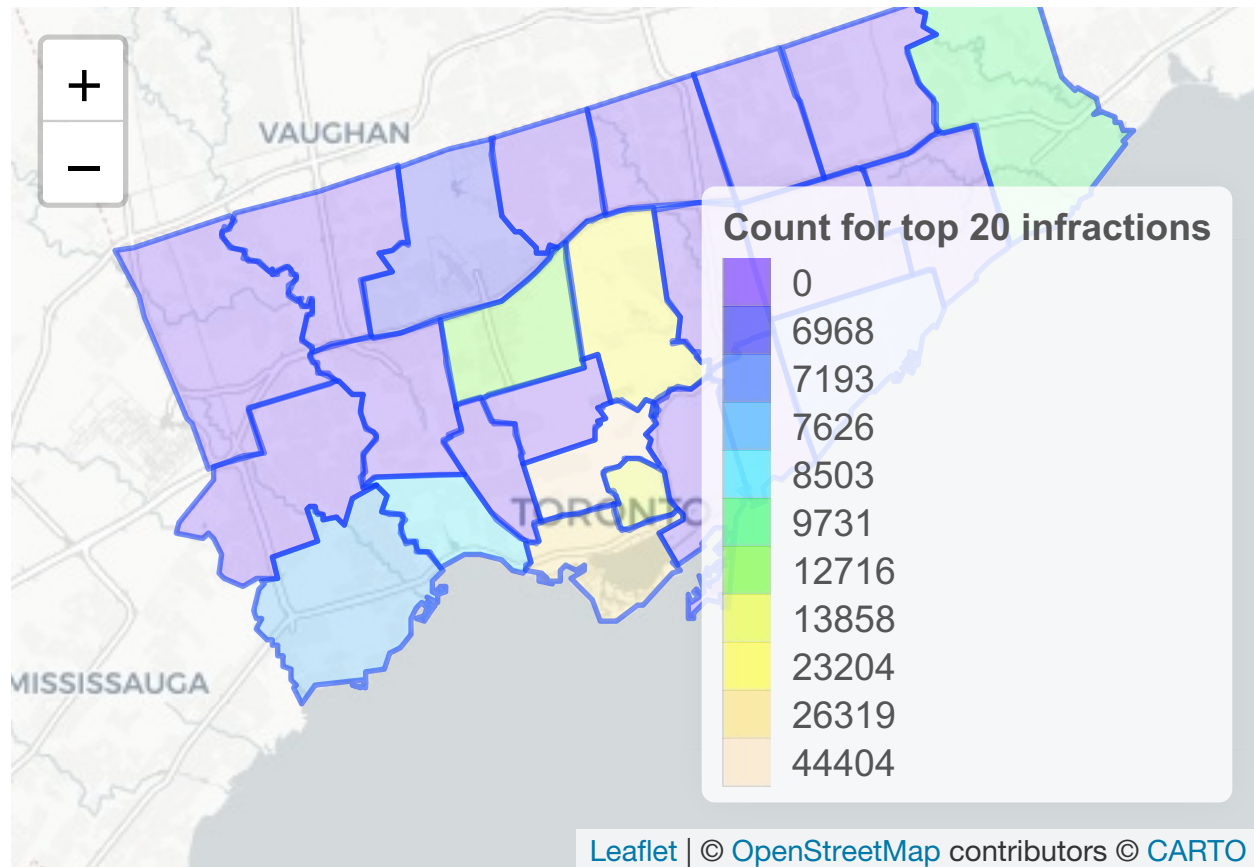 +
VAUGHAN
−
Count for top 20 infractions
0
6968
7193
7626
8503
9731
12716
13858
23204
26319
44404
TORONTO
MISSISSAUGA
Leaflet | © OpenStreetMap contributors © CARTO